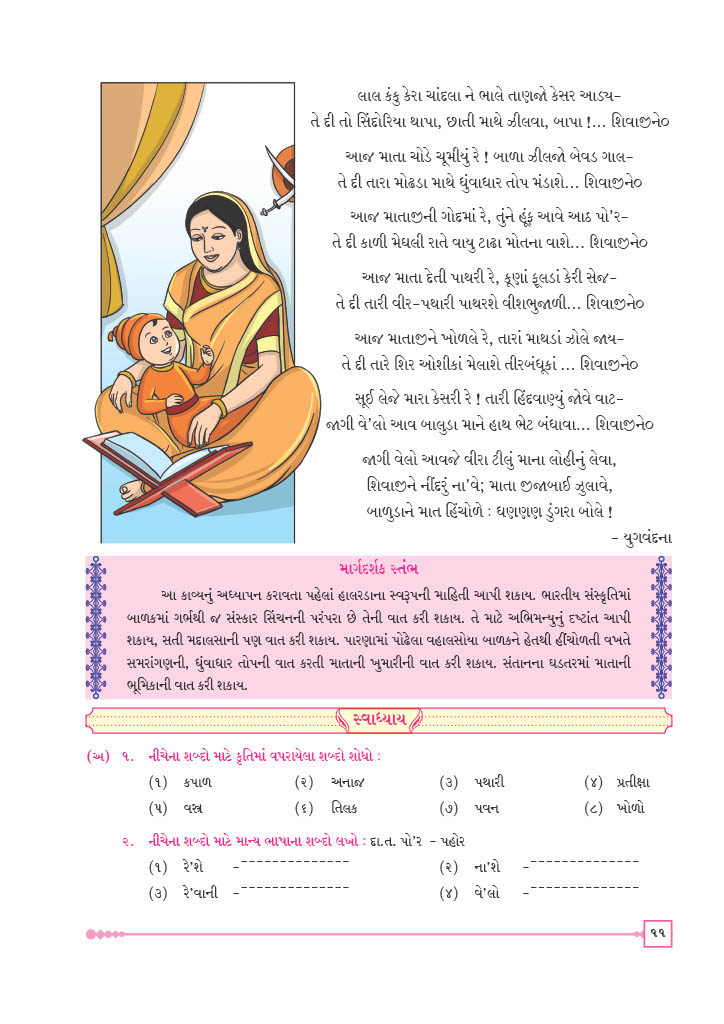 લાલ કંકુ કેરા ચાંદલા ને ભાલે તાણજો કેસર આડ્ય–
તે દી તો સિંદોરિયા થાપા, છાતી માથે ઝીલવા, બાપા !... શિવાજીને૦
આજ માતા ચોડે ચૂમીયું રે ! બાળા ઝીલજો બેવડ ગાલ–
તે દી તારા મોઢડા માથે ધુંવાધાર તોપ મંડાશે... શિવાજીને૦
આજ માતાજીની ગોદમાં રે, તુંને હૂંફ આવે આઠ પો’ર–
તે દી કાળી મેઘલી રાતે વાયુ ટાઢા મોતના વાશે... શિવાજીને૦
આજ માતા દેતી પાથરી રે, કૂણાં ફૂલડાં કેરી સેજ–
તે દી તારી વીર-પથારી પાથરશે વીશભુજાળી... શિવાજીને૦
આજ માતાજીને ખોળલે રે, તારાં માથડાં ઝોલે જાય–
તે દી તારે શિર ઓશીકાં મેલાશે તીરબંધૂકાં ... શિવાજીને૦
સૂઈ લેજે મારા કેસરી રે ! તારી હિંદવાણ્યું જોવે વાટ–
જાગી વે’લો આવ બાલુડા માને હાથ ભેટ બંધાવા... શિવાજીને૦
જાગી વેલો આવજે વીરા ટીલું માના લોહીનું લેવા,
શિવાજીને નીંદરું ના’વે; માતા જીજાબાઈ ઝુલાવે,
બાળુડાને માત હિંચોળે : ધણણણ ડુંગરા બોલે !
– યુગવંદના
માર્ગદર્શક સ્તંભ
આ કાવ્યનું અધ્યાપન કરાવતા પહેલાં હાલરડાના સ્વરૂપની માહિતી આપી શકાય. ભારતીય સંસ્કૃતિમાં
બાળકમાં ગર્ભથી જ સંસ્કાર સિંચનની પરંપરા છે તેની વાત કરી શકાય. તે માટે અભિમન્યુનું દષ્ટાંત આપી
શકાય, સતી મદાલસાની પણ વાત કરી શકાય. પારણામાં પોઢેલા વહાલસોયા બાળકને હેતથી હીંચોળતી વખતે
સમરાંગણની, ધુંવાધાર તોપની વાત કરતી માતાની ખુમારીની વાત કરી શકાય. સંતાનના ઘડતરમાં માતાની
ભૂમિકાની વાત કરી શકાય.
સ્વાધ્યાય
(અ) ૧. નીચેના શબ્દો માટે કૃતિમાં વપરાયેલા શબ્દો શોધો :
(૧) કપાળ (૨) અનાજ (૩) પથારી (૪) પ્રતીક્ષા
(૫) વસ્ત્ર (૬) તિલક (૭) પવન (૮) ખોળો
૨. નીચેના શબ્દો માટે માન્ય ભાષાના શબ્દો લખો : દા.ત. પો’ર – પહોર
(૧) રે’શે –-------------- (૨) ના’શે –--------------
(૩) રે’વાની –-------------- (૪) વે’લો –--------------
૧૧